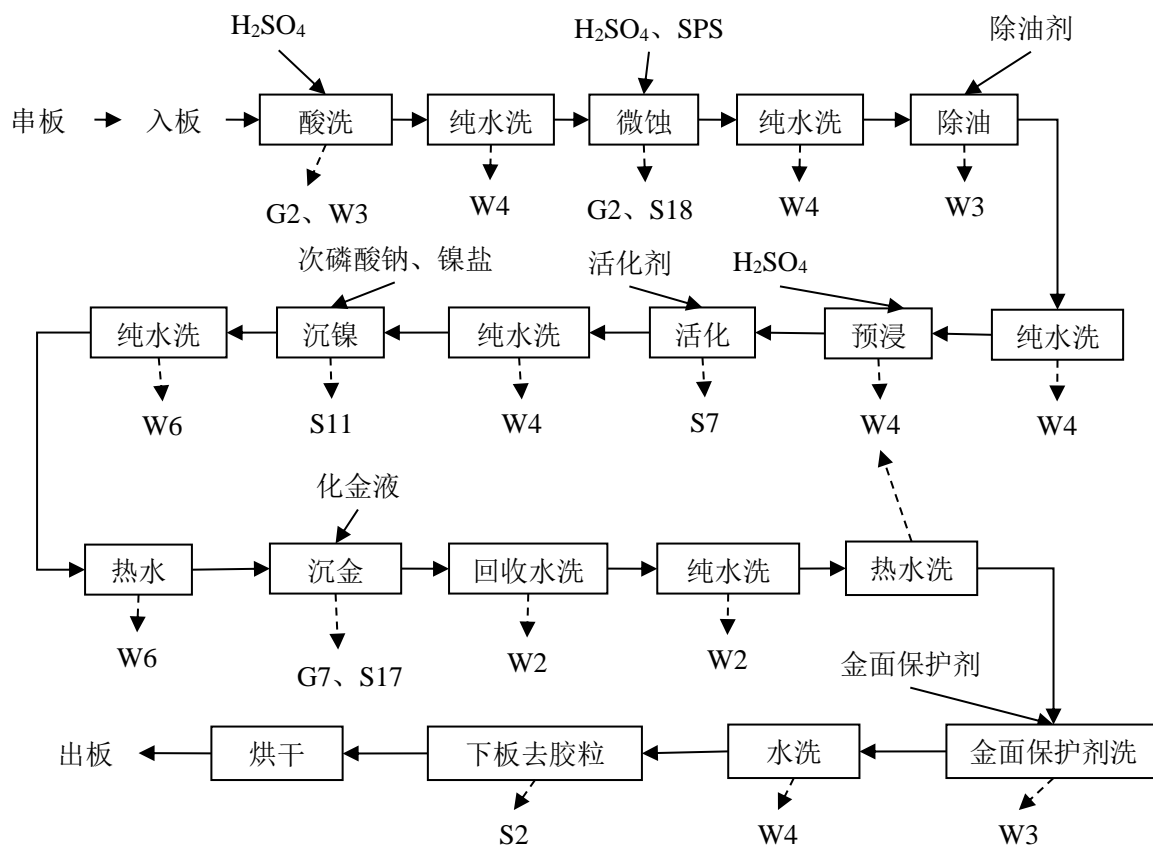 H₂SO₄ H₂SO₄、SPS 除油剂
串板 入板 酸洗 纯水洗 微蚀 纯水洗 除油
G2、W3 W4 G2、S18 W4 W3
次磷酸钠、镍盐 活化剂 H₂SO₄
纯水洗 沉镍 纯水洗 活化 预浸 纯水洗
W6 S11 W4 S7 W4 W4
化金液
热水 沉金 回收水洗 纯水洗 热水洗
W6 G7、S17 W2 W2 金面保护剂
出板 烘干 下板去胶粒 水洗 金面保护剂洗
S2 W4 W3